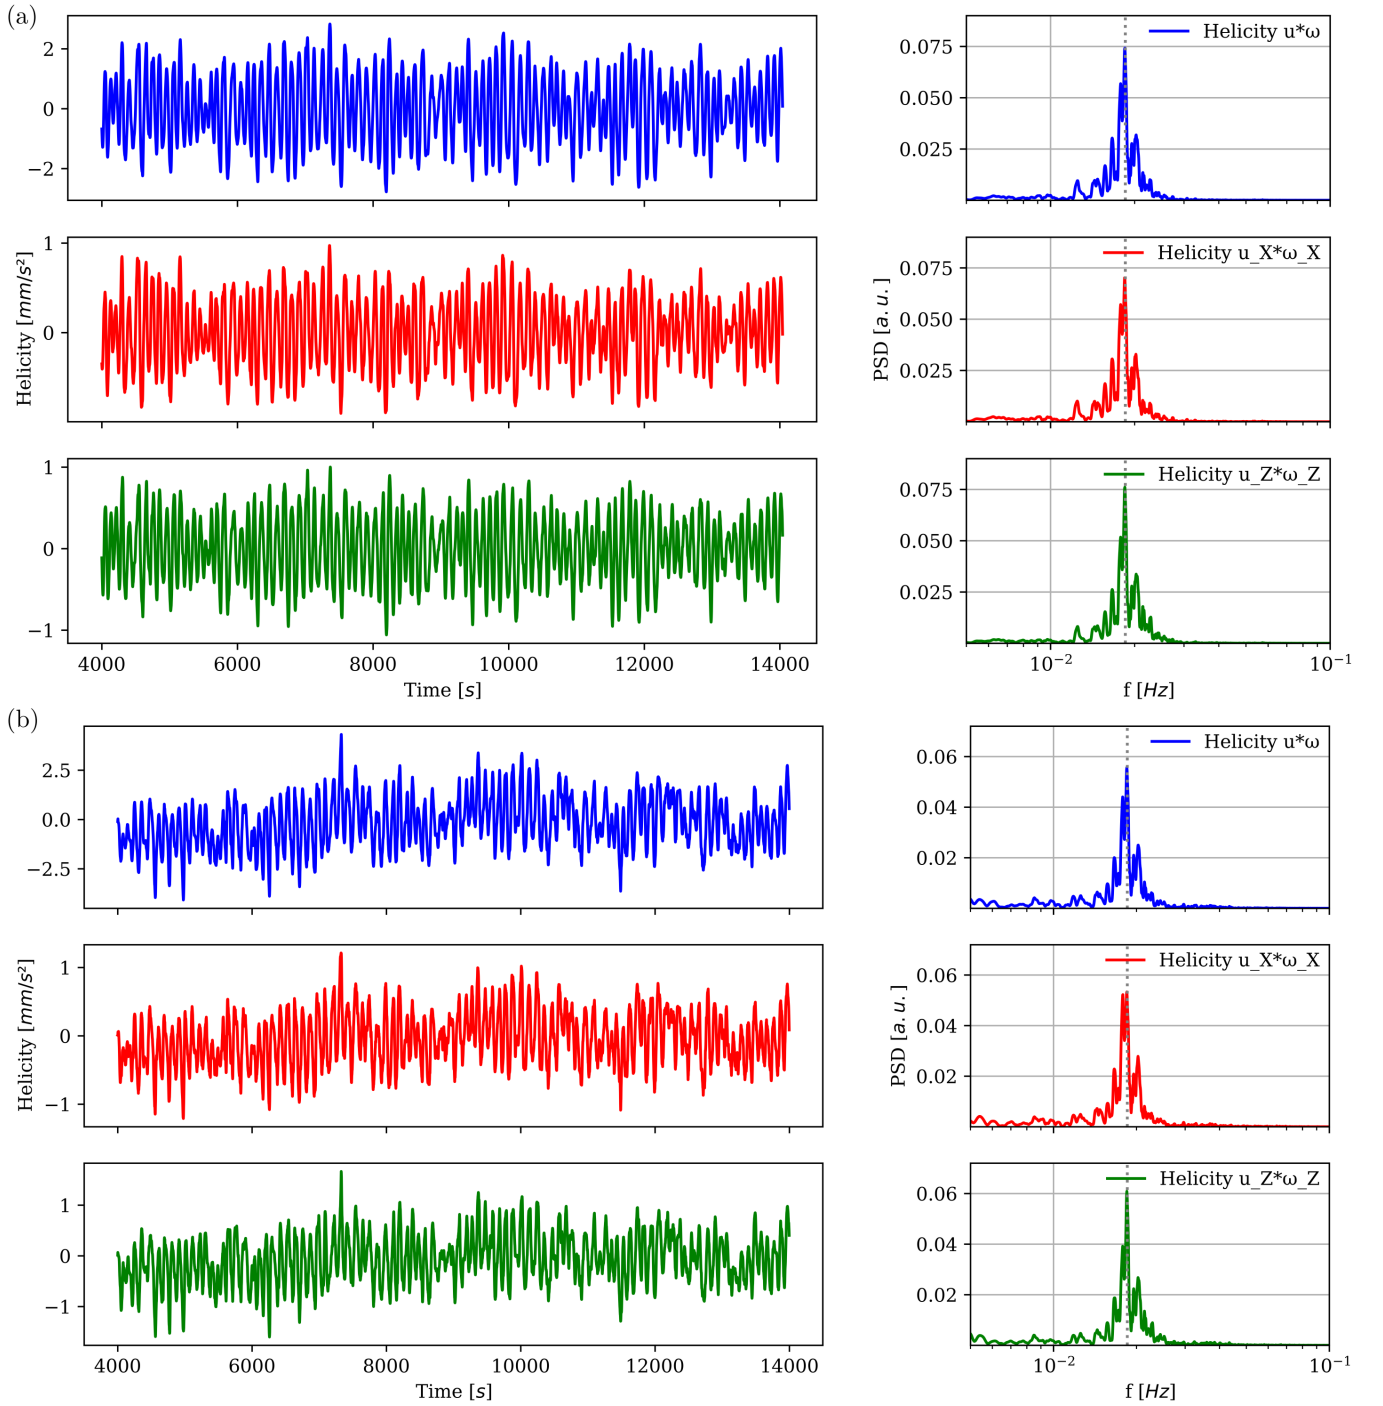 (a)
2
0
−2
Helicity u*ω
0.075
0.050
0.025
1
0
Helicity [mm/s²]
Helicity u_X*ω_X
0.075
0.050
0.025
PSD [a.u.]
1
0
−1
4000 6000 8000 10000 12000 14000
Time [s]
Helicity u_Z*ω_Z
0.075
0.050
0.025
10⁻² 10⁻¹
f [Hz]
(b)
2.5
0.0
−2.5
Helicity u*ω
0.06
0.04
0.02
1
0
−1
Helicity [mm/s²]
Helicity u_X*ω_X
0.06
0.04
0.02
PSD [a.u.]
1
0
−1
4000 6000 8000 10000 12000 14000
Time [s]
Helicity u_Z*ω_Z
0.06
0.04
0.02
10⁻² 10⁻¹
f [Hz]